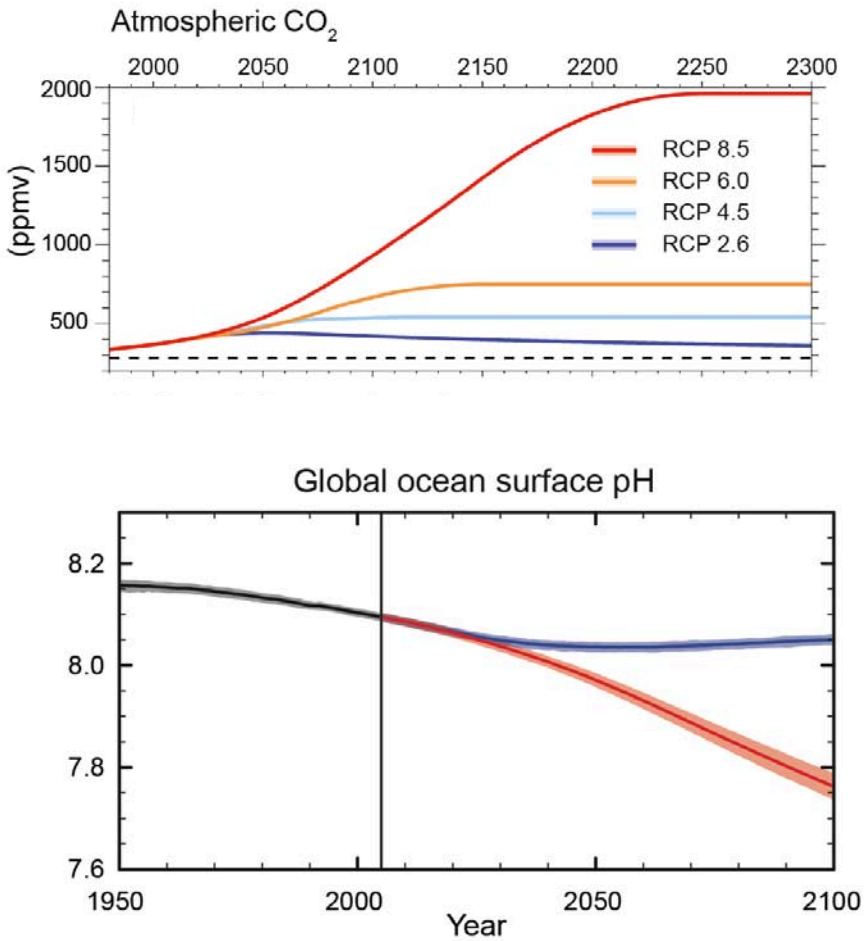 Atmospheric CO2
2000 2050 2100 2150 2200 2250 2300
2000
1500
1000
500
(ppmv)
RCP 8.5
RCP 6.0
RCP 4.5
RCP 2.6
Global ocean surface pH
8.2
8.0
7.8
7.6
1950 2000 2050 2100
Year